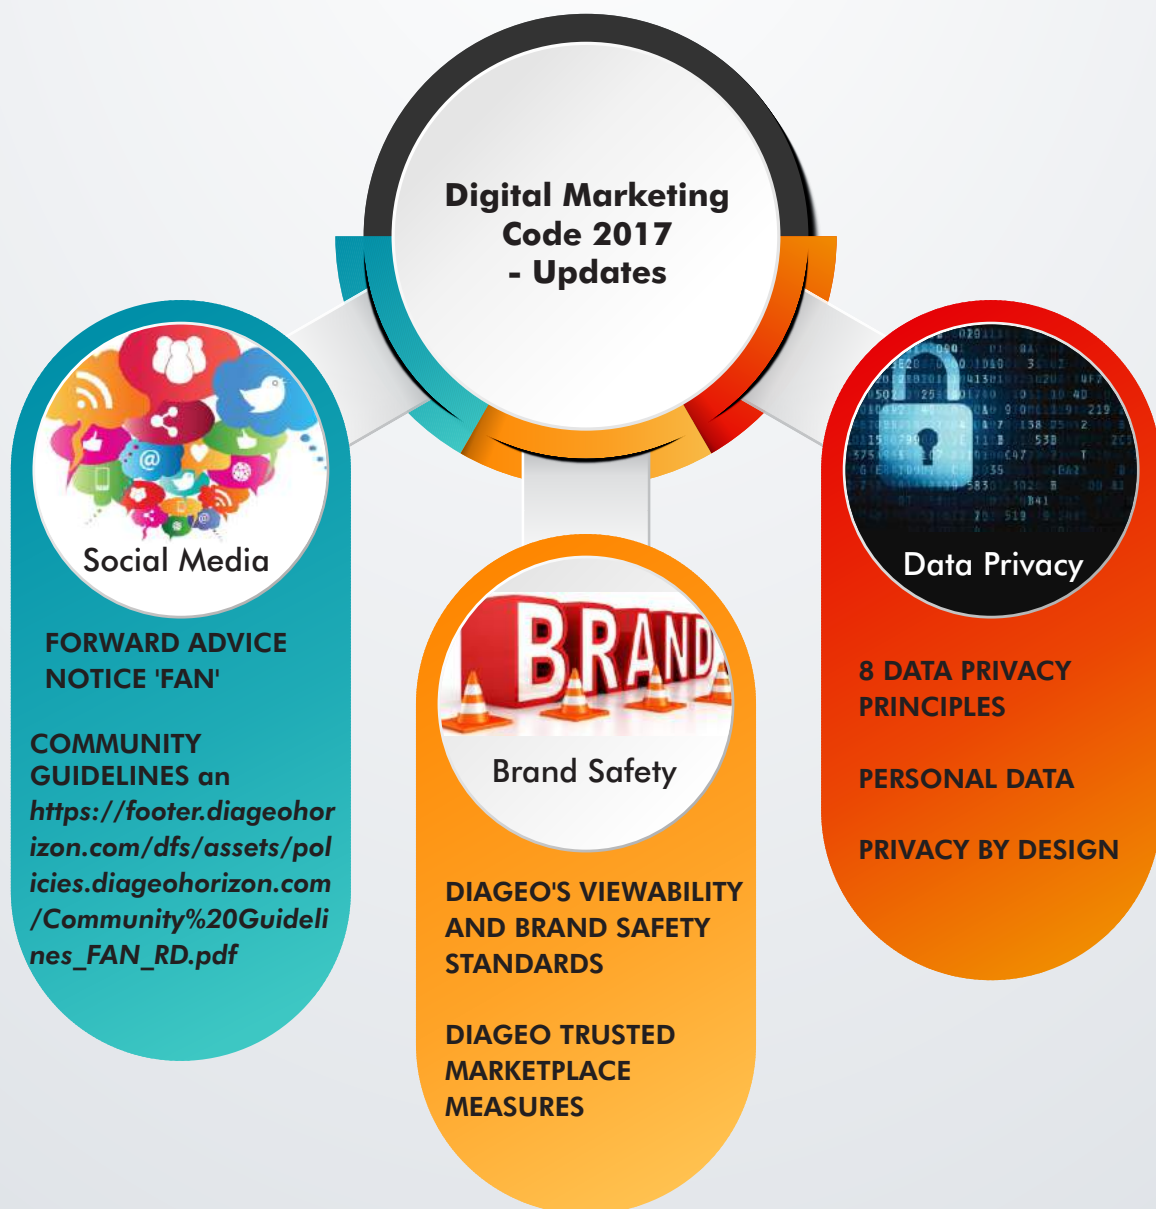 Digital Marketing
Code 2017
- Updates
Social Media
FORWARD ADVICE
NOTICE 'FAN'
COMMUNITY
GUIDELINES an
https://footer.diageohor
izon.com/dfs/assets/pol
icies.diageohorizon.com
/Community%20Guideli
nes_FAN_RD.pdf
BRAND
Brand Safety
DIAGEO'S VIEWABILITY
AND BRAND SAFETY
STANDARDS
DIAGEO TRUSTED
MARKETPLACE
MEASURES
Data Privacy
8 DATA PRIVACY
PRINCIPLES
PERSONAL DATA
PRIVACY BY DESIGN